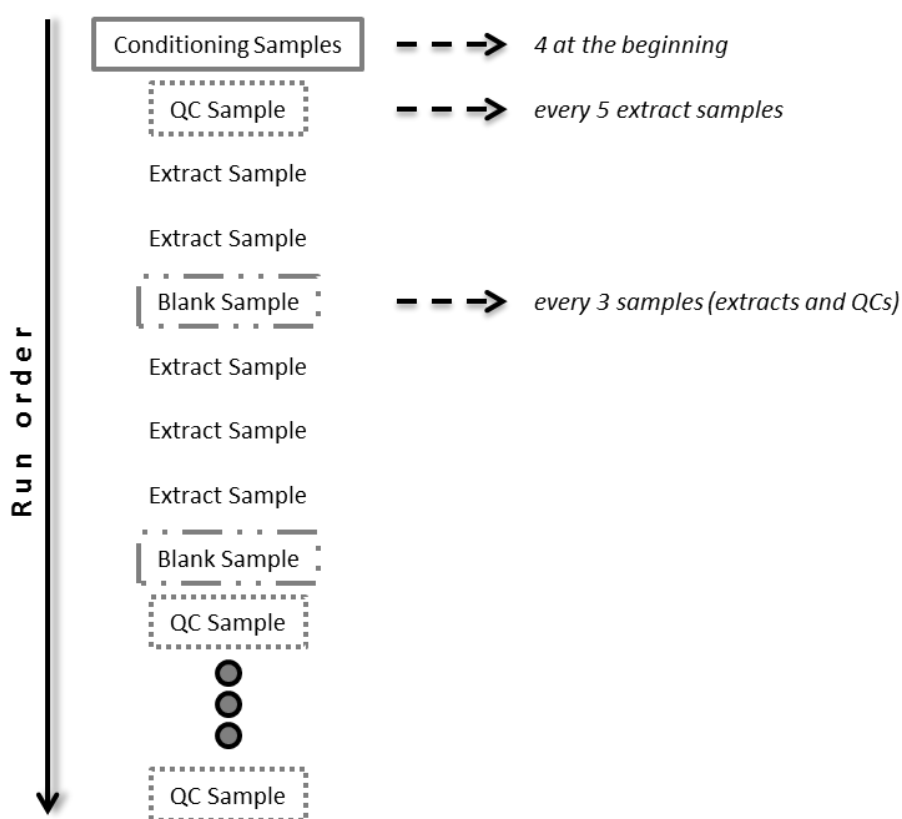 Conditioning Samples
4 at the beginning
QC Sample
every 5 extract samples
Extract Sample
Extract Sample
Blank Sample
every 3 samples (extracts and QCs)
Extract Sample
Extract Sample
Extract Sample
Blank Sample
QC Sample
QC Sample
Run order